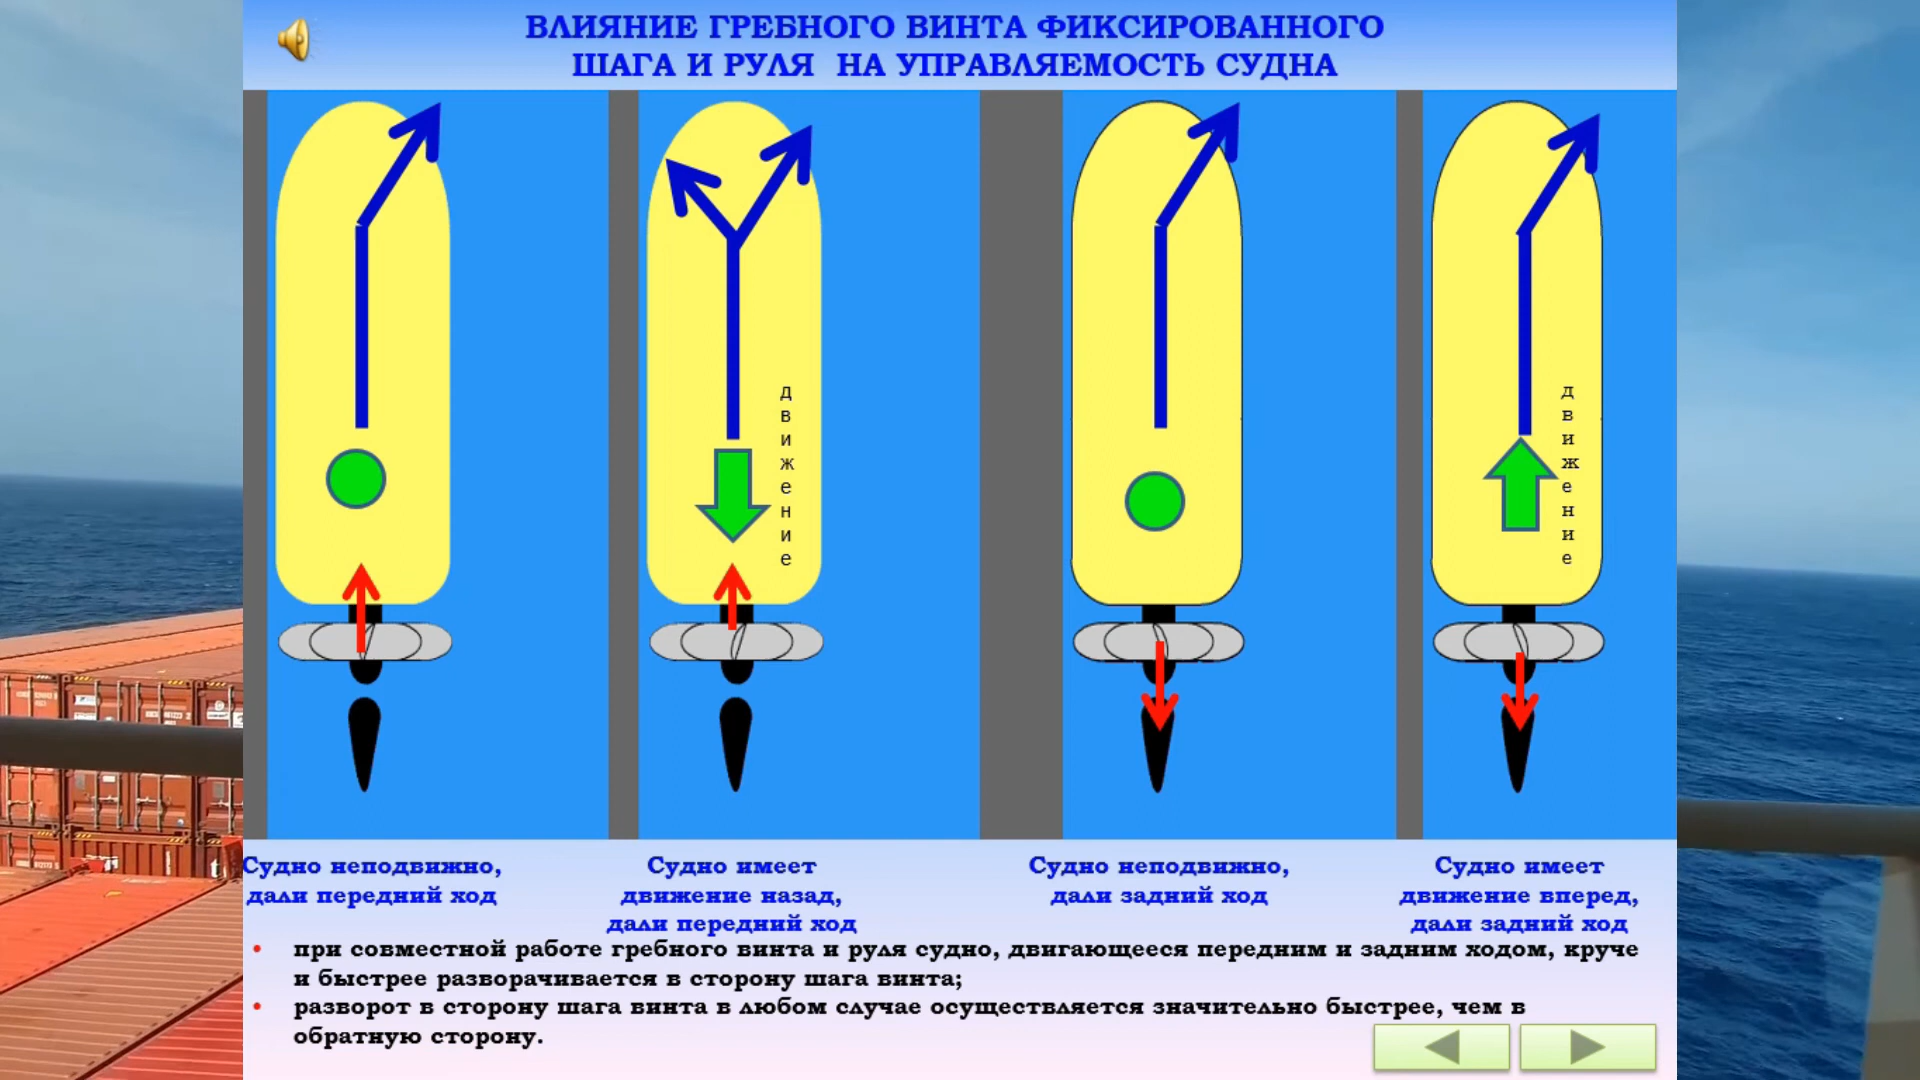 ВЛИЯНИЕ ГРЕБНОГО ВИНТА ФИКСИРОВАННОГО
ШАГА И РУЛЯ НА УПРАВЛЯЕМОСТЬ СУДНА
движение
движение
Судно неподвижно,
дали передний ход
Судно имеет
движение назад,
дали передний ход
Судно неподвижно,
дали задний ход
Судно имеет
движение вперед,
дали задний ход
• при совместной работе гребного винта и руля судно, двигающееся передним и задним ходом, круче
и быстрее разворачивается в сторону шага винта;
• разворот в сторону шага винта в любом случае осуществляется значительно быстрее, чем в
обратную сторону.